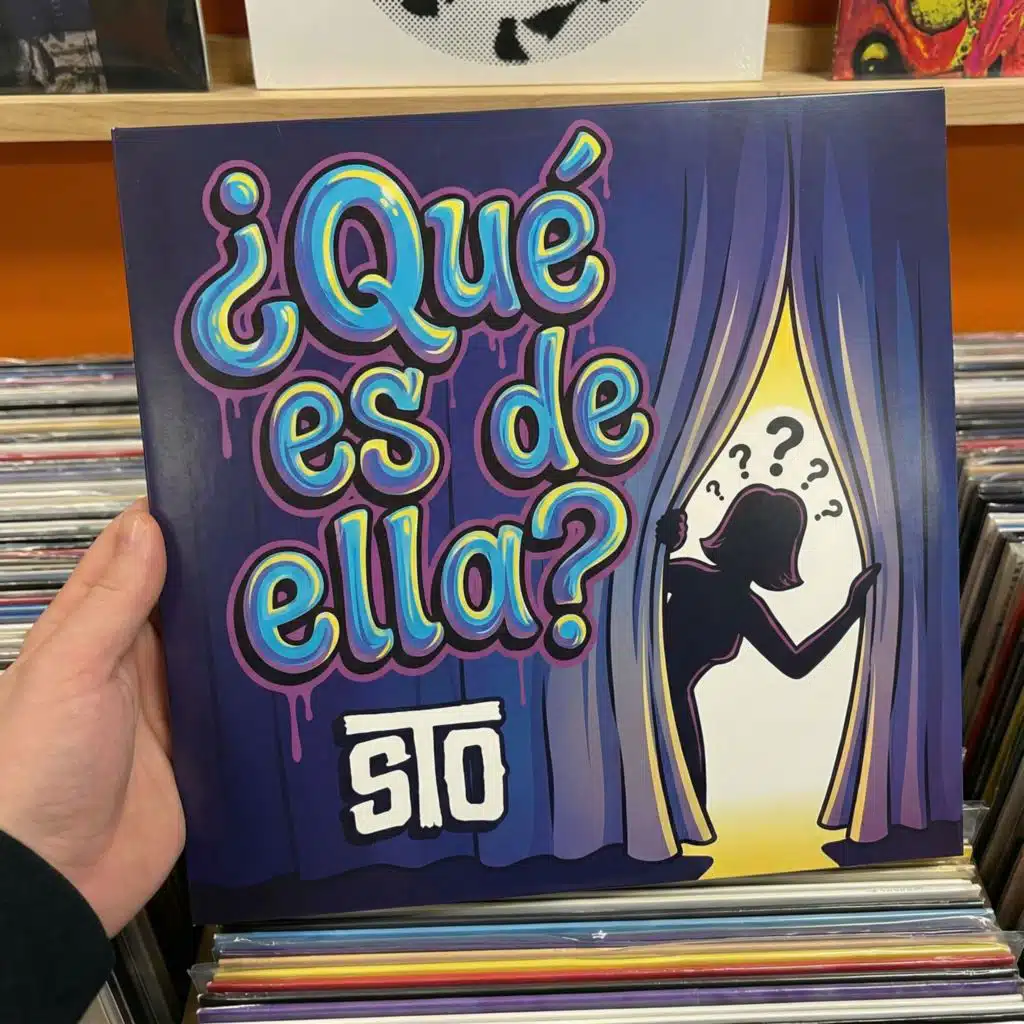 ¿Qué
es de
ella?
STO
? ? ? ? ?